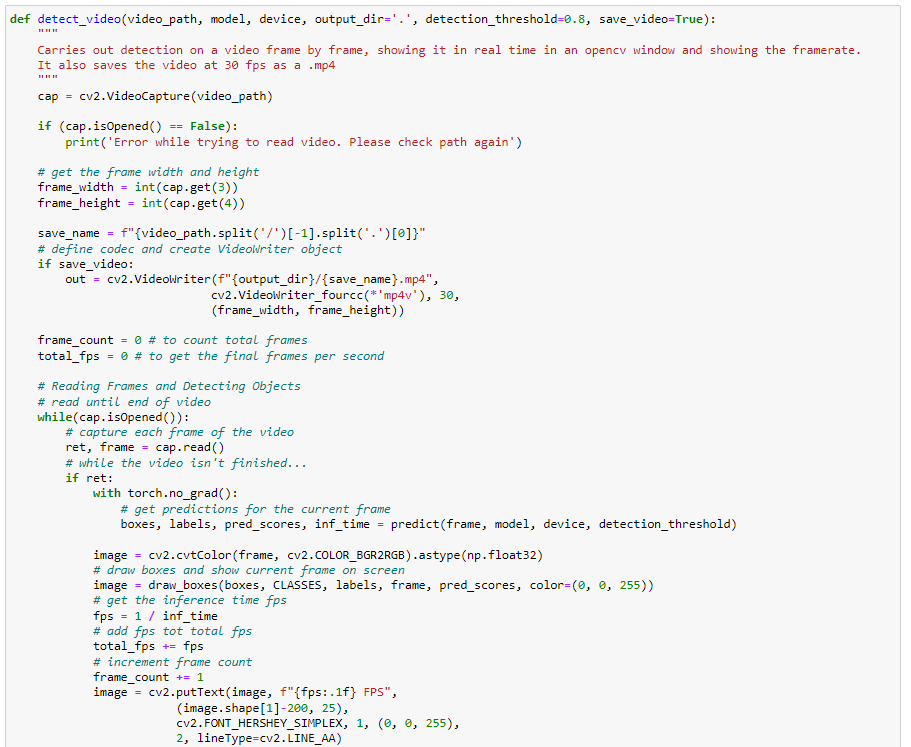 def detect_video(video_path, model, device, output_dir='.', detection_threshold=0.8, save_video=True):
    """
    Carries out detection on a video frame by frame, showing it in real time in an opencv window and showing the framerate.
    It also saves the video at 30 fps as a .mp4
    """
    cap = cv2.VideoCapture(video_path)

    if (cap.isOpened() == False):
        print('Error while trying to read video. Please check path again')

    # get the frame width and height
    frame_width = int(cap.get(3))
    frame_height = int(cap.get(4))

    save_name = f"{video_path.split('/')[-1].split('.')[0]}"
    # define codec and create VideoWriter object
    if save_video:
        out = cv2.VideoWriter(f"{output_dir}/{save_name}.mp4",
                             cv2.VideoWriter_fourcc(*'mp4v'), 30,
                             (frame_width, frame_height))

    frame_count = 0 # to count total frames
    total_fps = 0 # to get the final frames per second

    # Reading Frames and Detecting Objects
    # read until end of video
    while(cap.isOpened()):
        # capture each frame of the video
        ret, frame = cap.read()
        # while the video isn't finished...
        if ret:
            with torch.no_grad():
                # get predictions for the current frame
                boxes, labels, pred_scores, inf_time = predict(frame, model, device, detection_threshold)

            image = cv2.cvtColor(frame, cv2.COLOR_BGR2RGB).astype(np.float32)
            # draw boxes and show current frame on screen
            image = draw_boxes(boxes, CLASSES, labels, frame, pred_scores, color=(0, 0, 255))
            # get the inference time fps
            fps = 1 / inf_time
            # add fps tot total fps
            total_fps += fps
            # increment frame count
            frame_count += 1
            image = cv2.putText(image, f"{fps:.1f} FPS",
                        (image.shape[1]-200, 25),
                        cv2.FONT_HERSHEY_SIMPLEX, 1, (0, 0, 255),
                        2, lineType=cv2.LINE_AA)